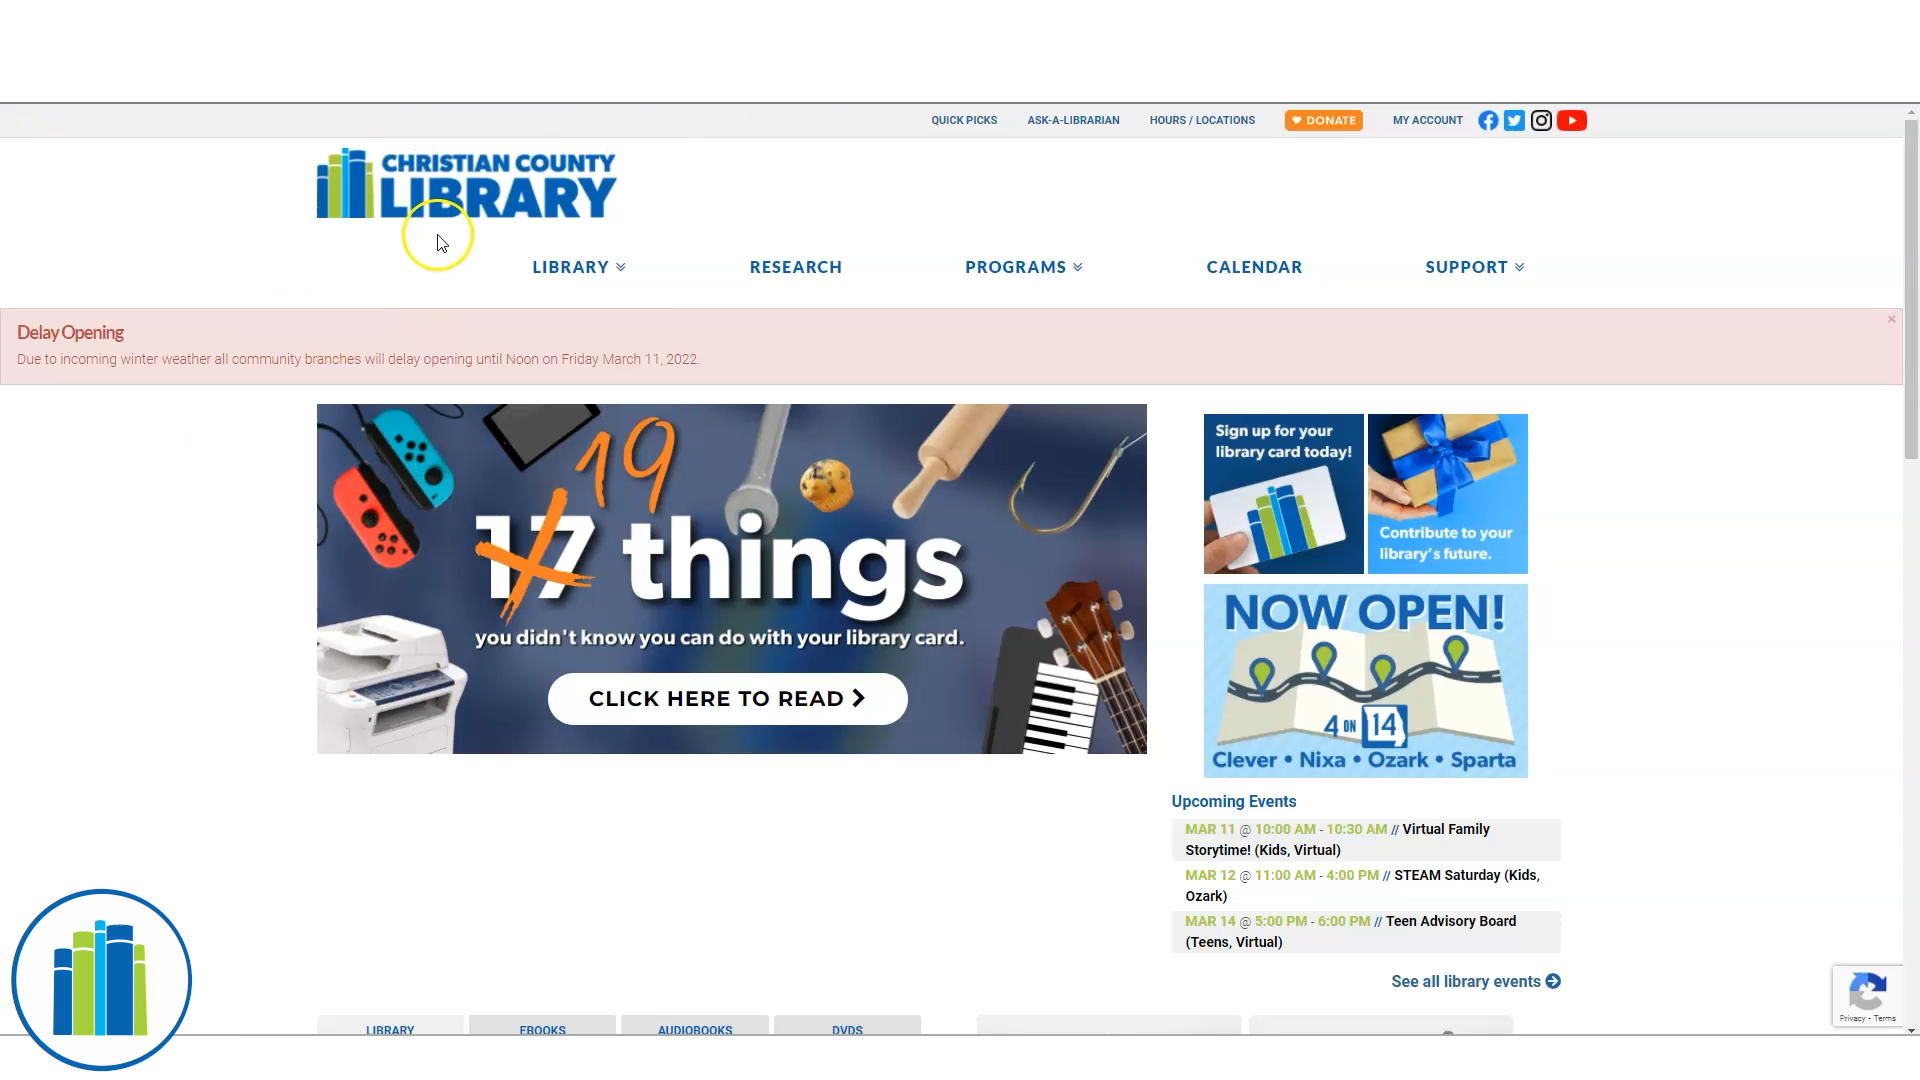 QUICK PICKS ASK-A-LIBRARIAN HOURS / LOCATIONS DONATE MY ACCOUNT
CHRISTIAN COUNTY
LIBRARY
LIBRARY RESEARCH PROGRAMS CALENDAR SUPPORT
Delay Opening
×
Due to incoming winter weather all community branches will delay opening until Noon on Friday March 11, 2022.
19
17 things
you didn't know you can do with your library card.
CLICK HERE TO READ
Sign up for your
library card today!
Contribute to your
library's future.
NOW OPEN!
4 ON 14
Clever • Nixa • Ozark • Sparta
Upcoming Events
MAR 11 @ 10:00 AM - 10:30 AM // Virtual Family
Storytime! (Kids, Virtual)
MAR 12 @ 11:00 AM - 4:00 PM // STEAM Saturday (Kids,
Ozark)
MAR 14 @ 5:00 PM - 6:00 PM // Teen Advisory Board
(Teens, Virtual)
See all library events
Privacy - Terms
LIBRARY EBOOKS AUDIOBOOKS DVDS